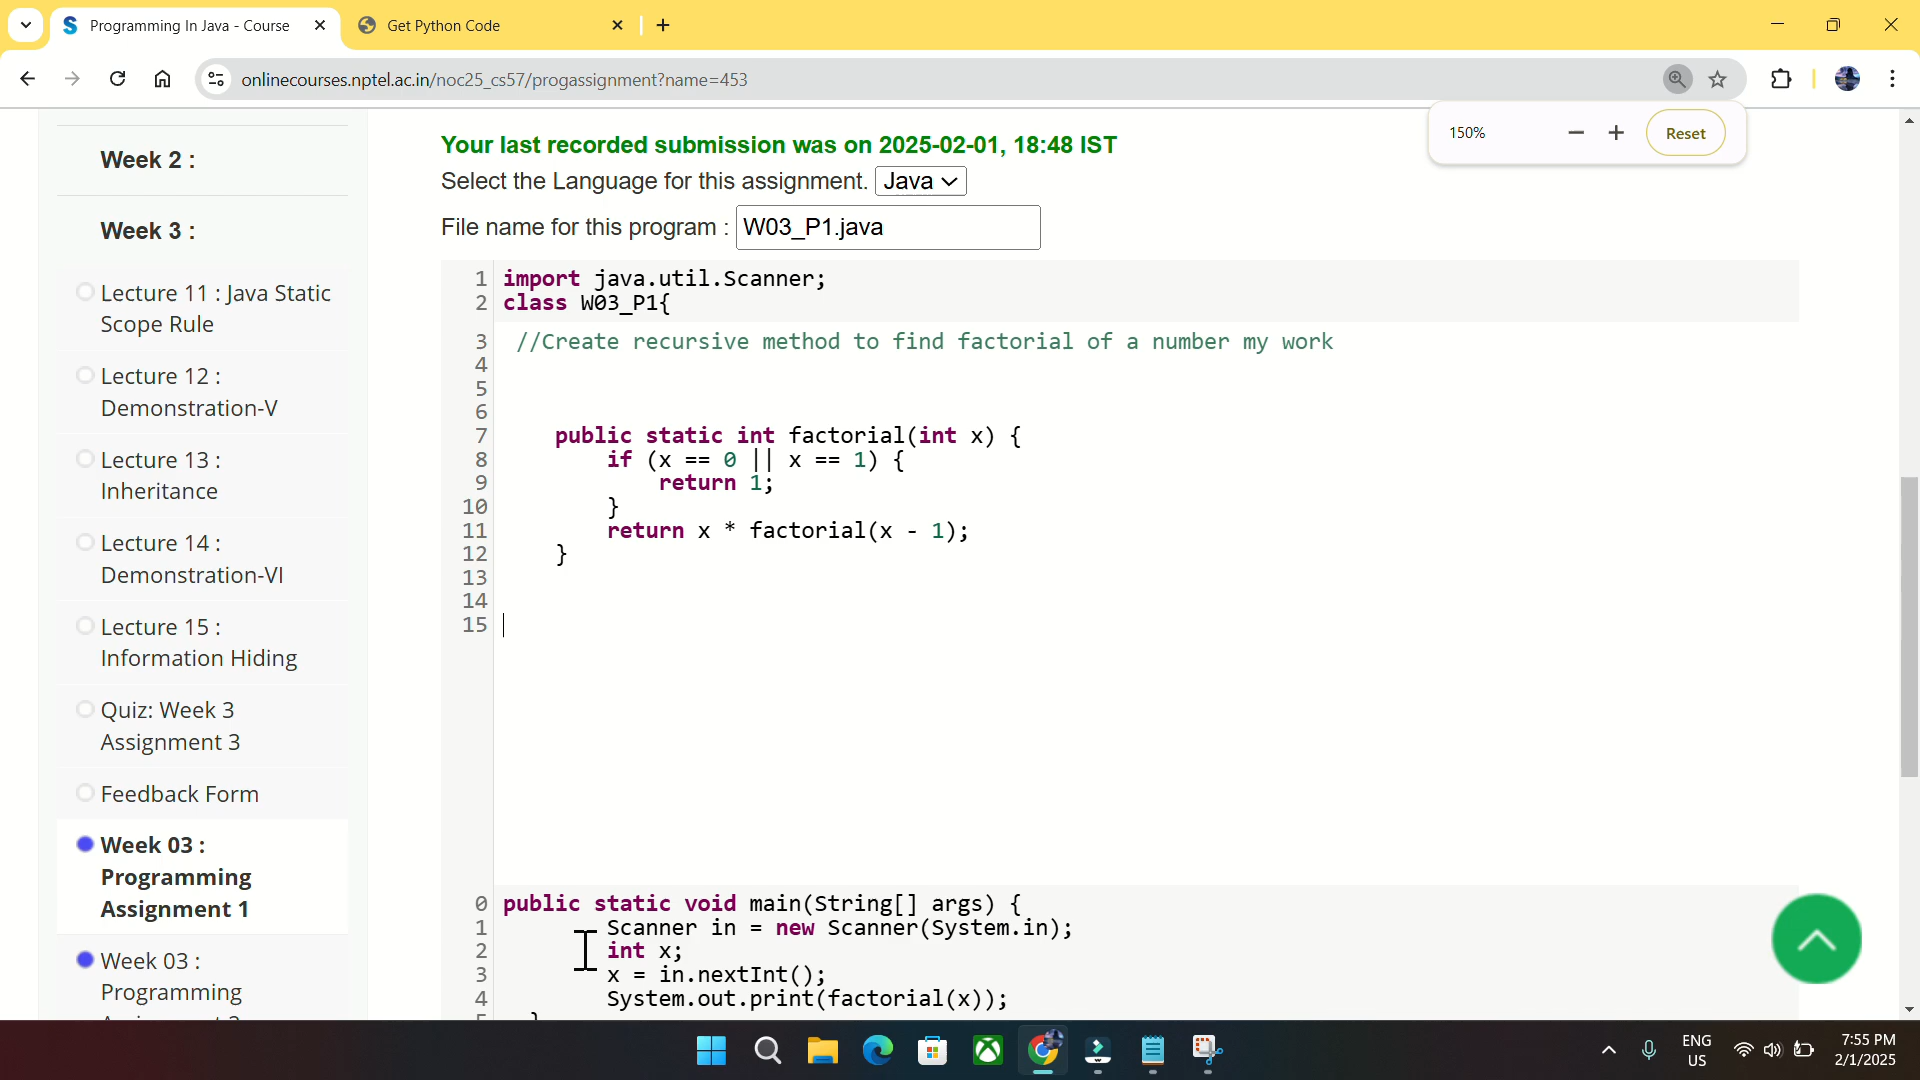 Programming In Java - Course
Get Python Code
onlinecourses.nptel.ac.in/noc25_cs57/progassignment?name=453
150%
Reset
Week 2 :
Week 3 :
Lecture 11 : Java Static
Scope Rule
Lecture 12 :
Demonstration-V
Lecture 13 :
Inheritance
Lecture 14 :
Demonstration-VI
Lecture 15 :
Information Hiding
Quiz: Week 3
Assignment 3
Feedback Form
Week 03 :
Programming
Assignment 1
Week 03 :
Programming
Your last recorded submission was on 2025-02-01, 18:48 IST
Select the Language for this assignment. Java
File name for this program : W03_P1.java
1 import java.util.Scanner;
2 class W03_P1{
3 //Create recursive method to find factorial of a number my work
4
5
6
7 public static int factorial(int x) {
8 if (x == 0 || x == 1) {
9 return 1;
10 }
11 return x * factorial(x - 1);
12 }
13
14
15
0 public static void main(String[] args) {
1 Scanner in = new Scanner(System.in);
2 int x;
3 x = in.nextInt();
4 System.out.print(factorial(x));
ENG
US
7:55 PM
2/1/2025